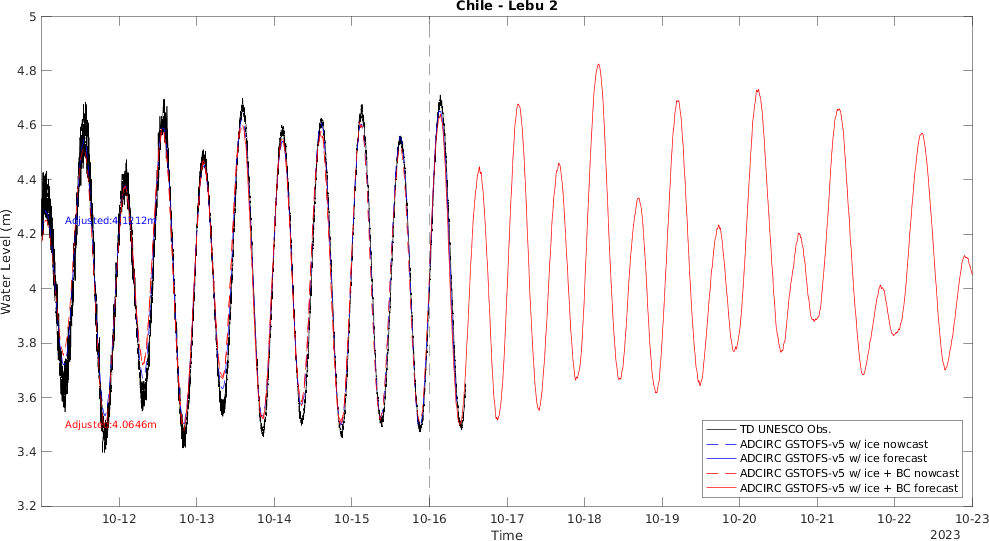 Chile - Lebu 2
5
4.8
4.6
4.4
4.2
4
3.8
3.6
3.4
3.2
Water Level (m)
Adjusted:4.1212m
Adjusted:4.0646m
TD UNESCO Obs.
ADCIRC GSTOFS-v5 w/ ice nowcast
ADCIRC GSTOFS-v5 w/ ice forecast
ADCIRC GSTOFS-v5 w/ ice + BC nowcast
ADCIRC GSTOFS-v5 w/ ice + BC forecast
10-12 10-13 10-14 10-15 10-16 10-17 10-18 10-19 10-20 10-21 10-22 10-23
Time
2023